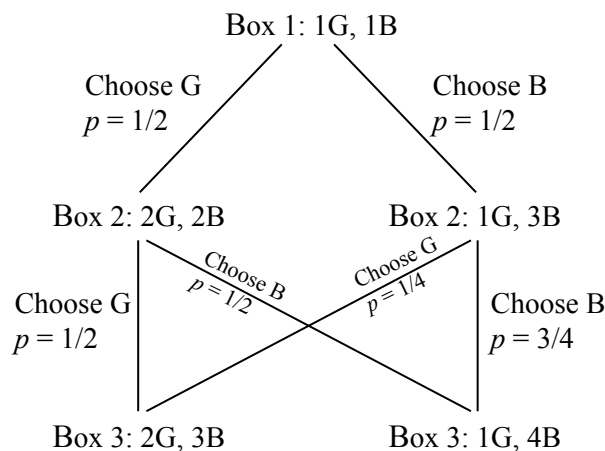 Box 1: 1G, 1B
Choose G
p = 1/2
Choose B
p = 1/2
Box 2: 2G, 2B
Box 2: 1G, 3B
Choose G
p = 1/2
Choose B
p = 1/2
Choose G
p = 1/4
Choose B
p = 3/4
Box 3: 2G, 3B
Box 3: 1G, 4B